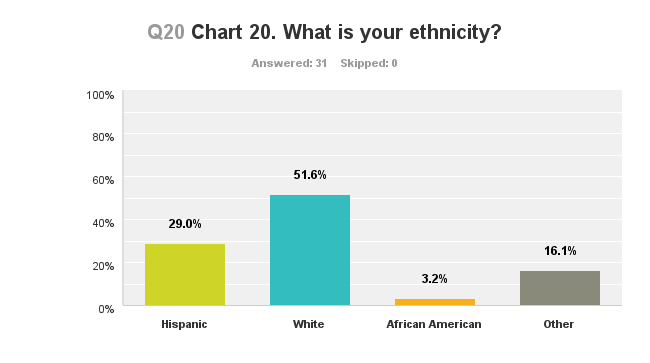 Q20 Chart 20. What is your ethnicity?
Answered: 31 Skipped: 0
100%
80%
60%
40%
20%
0%
29.0%
51.6%
3.2%
16.1%
Hispanic
White
African American
Other